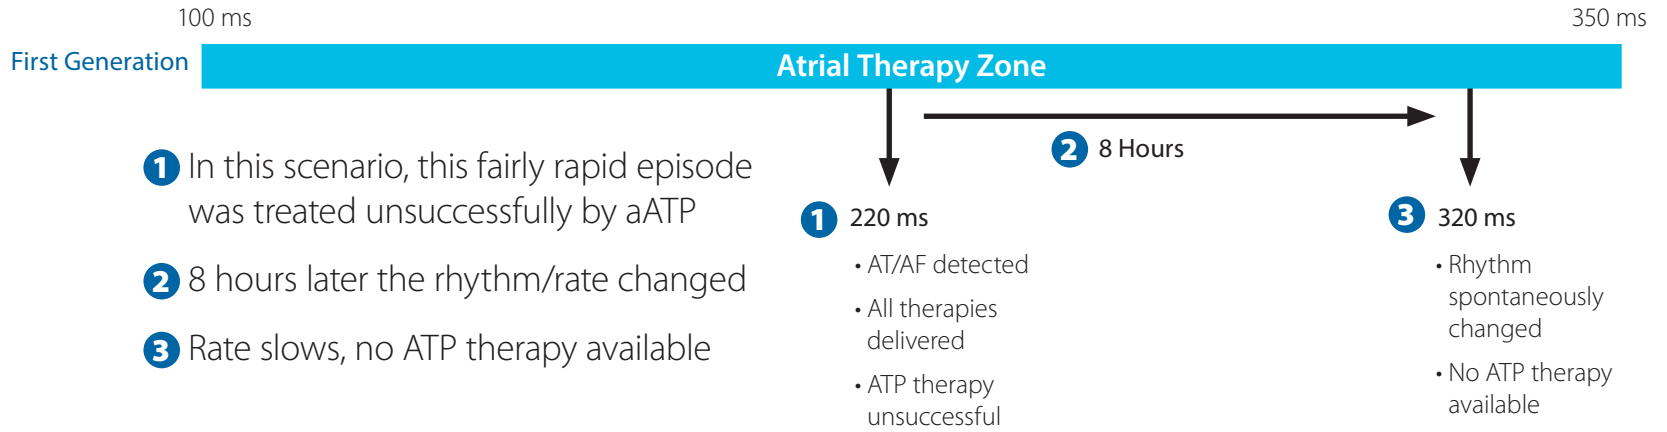 100 ms
350 ms
First Generation
Atrial Therapy Zone
1 In this scenario, this fairly rapid episode
was treated unsuccessfully by aATP
2 8 hours later the rhythm/rate changed
3 Rate slows, no ATP therapy available
2 8 Hours
1 220 ms
• AT/AF detected
• All therapies
delivered
• ATP therapy
unsuccessful
3 320 ms
• Rhythm
spontaneously
changed
• No ATP therapy
available